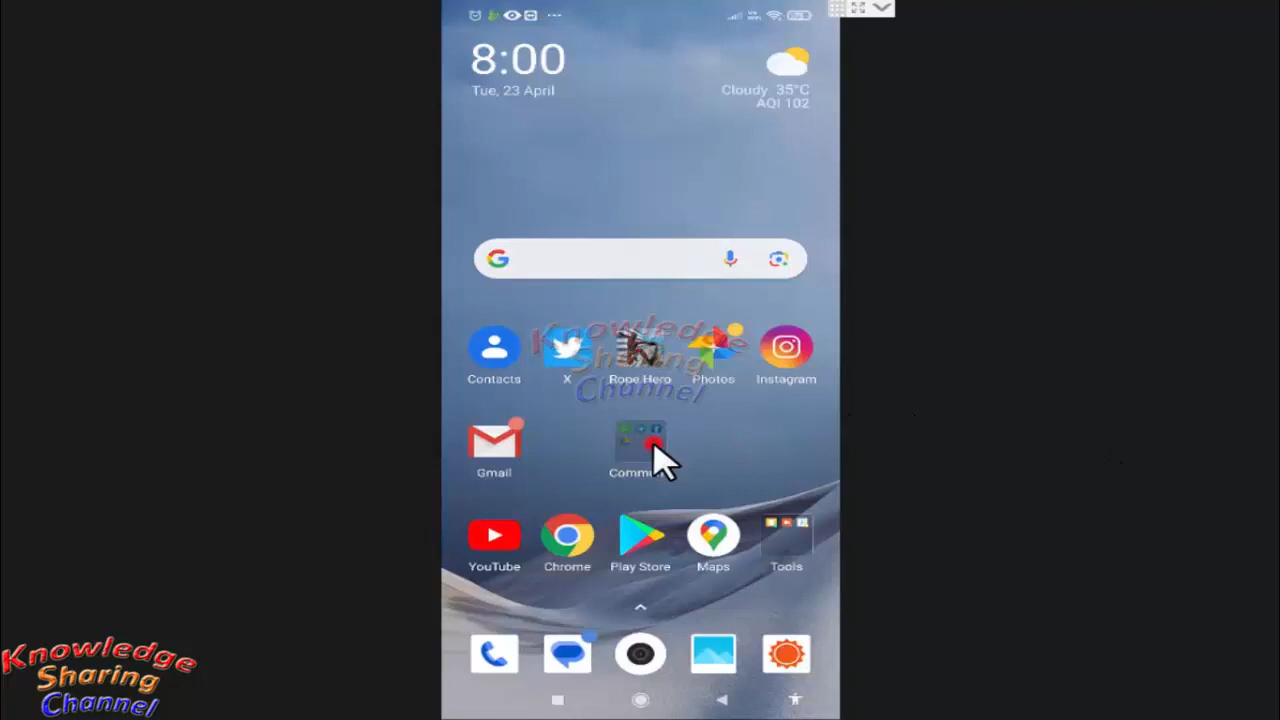 8:00
Tue, 23 April
Cloudy 35°C
AQI 102
Knowledge
Sharing
Channel
Contacts
X
Rope Hero
Photos
Instagram
Gmail
YouTube
Chrome
Play Store
Maps
Tools
Knowledge
Sharing
Channel